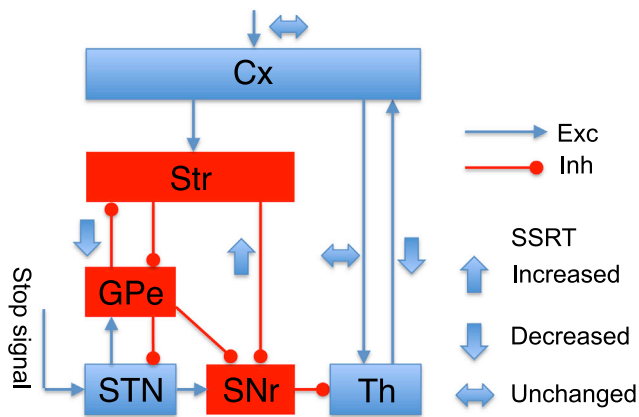 Cx
Exc
Inh
Str
SSRT
Increased
GPe
Decreased
Stop signal
STN
SNr
Th
Unchanged